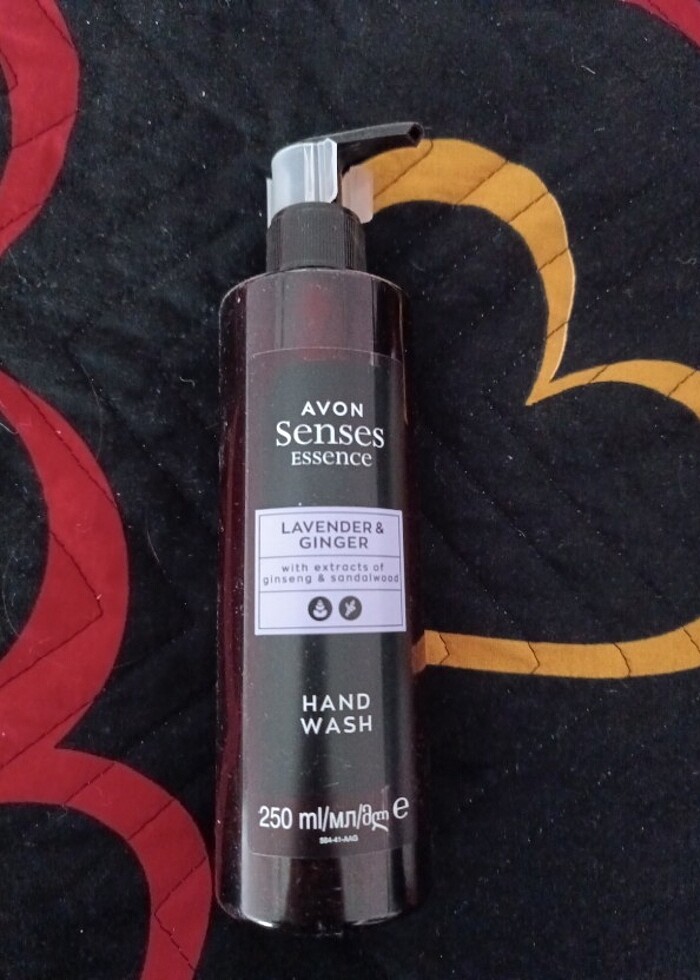 AVON
Senses
ESSENCE
LAVENDER &
GINGER
with extracts of
ginseng & sandalwood
HAND
WASH
250 ml/мл/მლ e